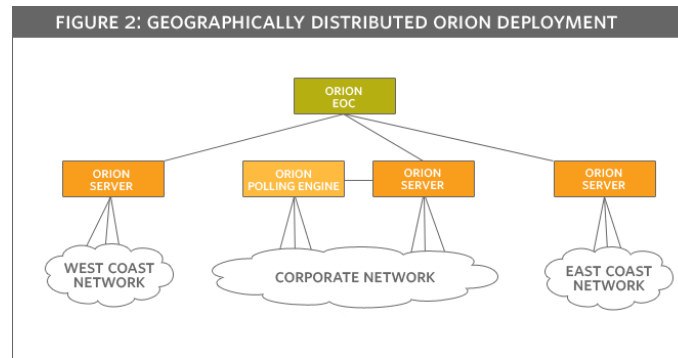 FIGURE 2: GEOGRAPHICALLY DISTRIBUTED ORION DEPLOYMENT
ORION
EOC
ORION
SERVER
ORION
POLLING ENGINE
ORION
SERVER
ORION
SERVER
WEST COAST
NETWORK
CORPORATE NETWORK
EAST COAST
NETWORK